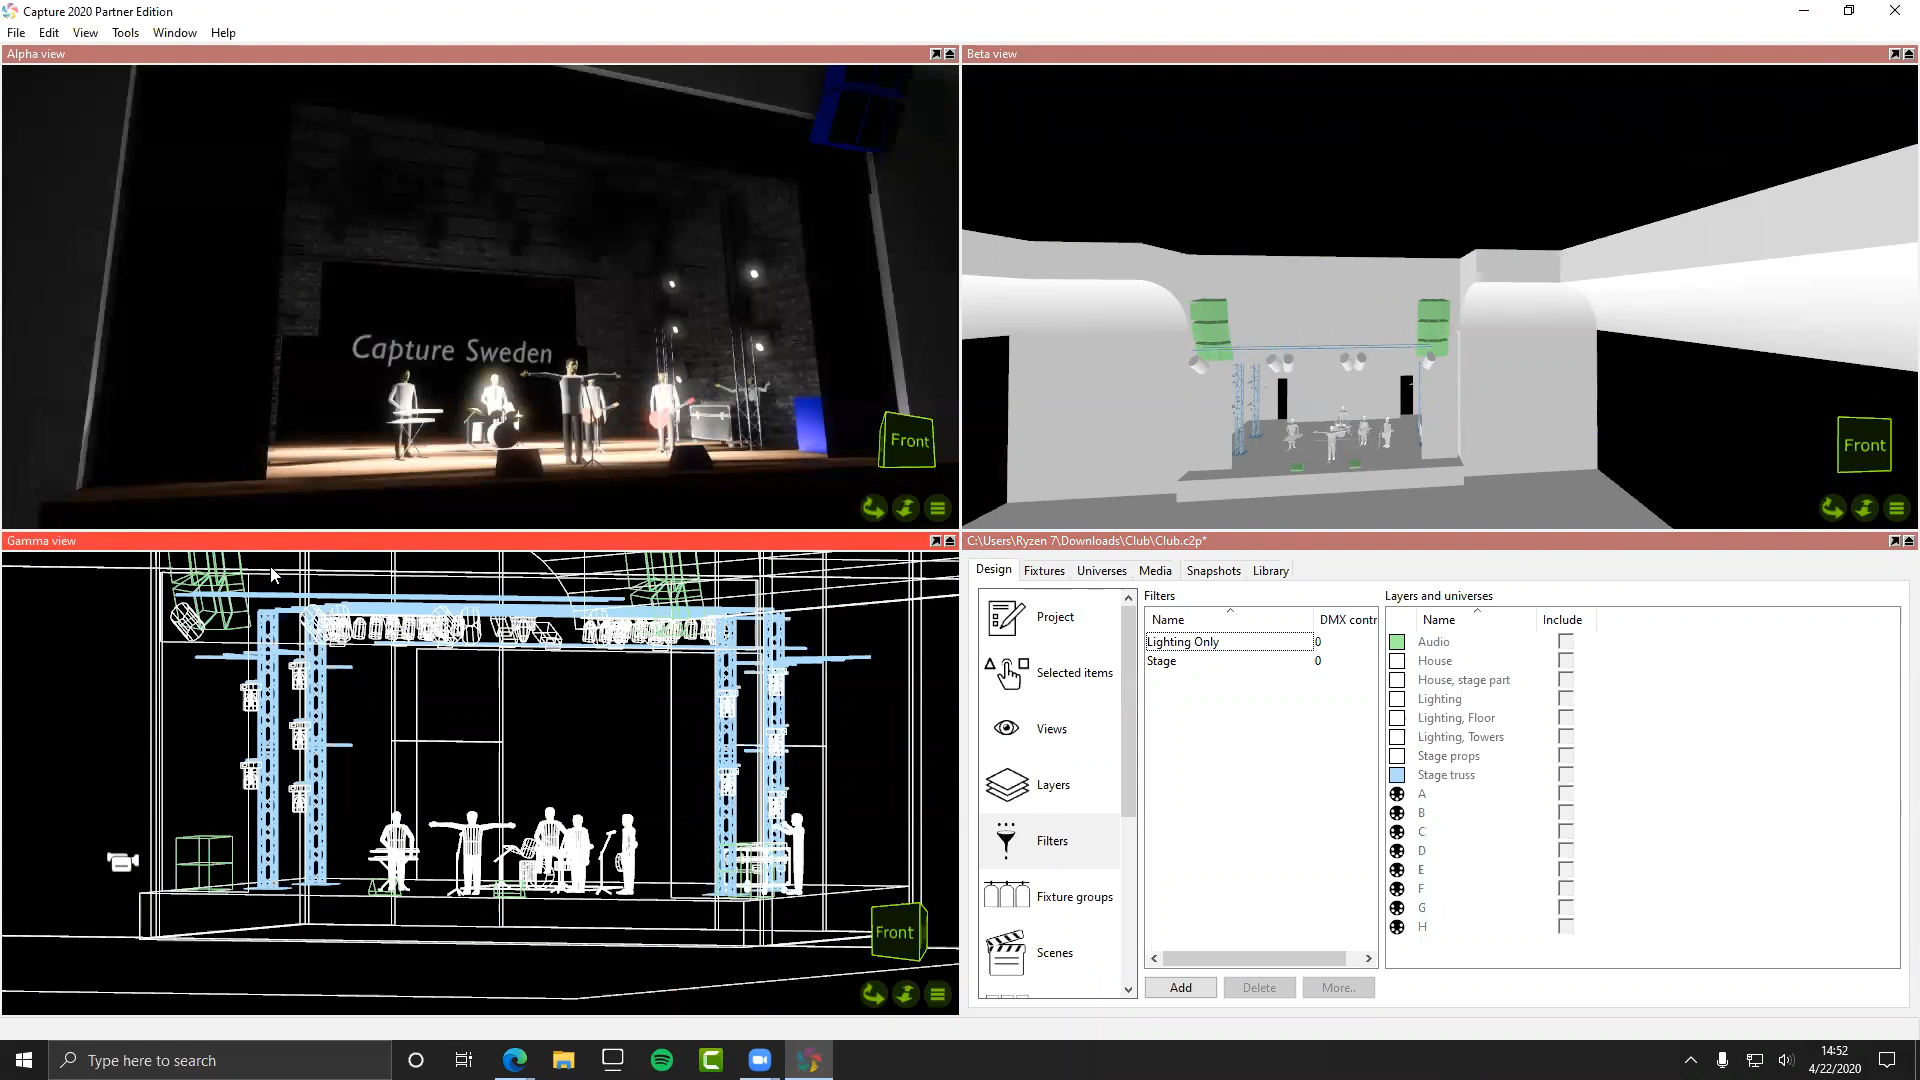 Capture 2020 Partner Edition
File Edit View Tools Window Help
Alpha view
Capture Sweden
Front
Beta view
Front
Gamma view
Front
C:\Users\Ryzen 7\Downloads\Club\Club.c2p*
Design Fixtures Universes Media Snapshots Library
Project
Selected items
Views
Layers
Filters
Fixture groups
Scenes
Filters
Name DMX contr
Lighting Only 0
Stage 0
Add Delete More..
Layers and universes
Name Include
Audio
House
House, stage part
Lighting
Lighting, Floor
Lighting, Towers
Stage props
Stage truss
A
B
C
D
E
F
G
H
Type here to search
14:52
4/22/2020